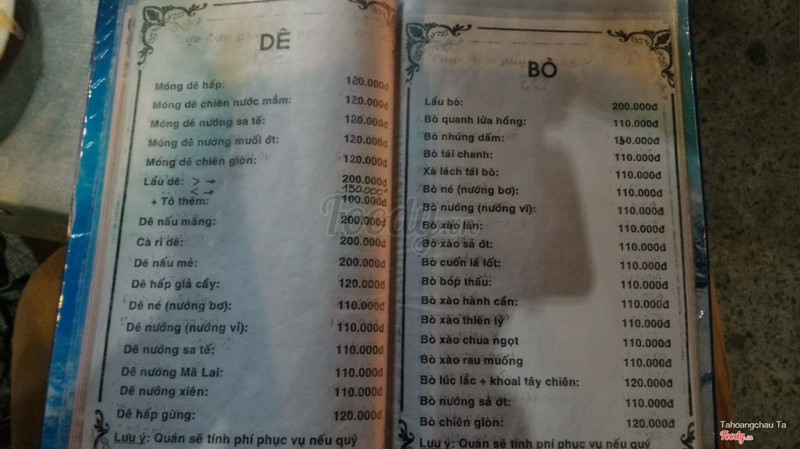 DÊ
Móng dê hấp: 120.000đ
Móng dê chiên nước mắm: 120.000đ
Móng dê nướng sa tế: 120.000đ
Móng dê nướng muối ớt: 120.000đ
Móng dê chiên giòn: 120.000đ
Lẩu dê: > → 200.000đ
< → 150.000đ
+ Tô thêm: 100.000đ
Dê nấu măng: 200.000đ
Cà ri dê: 200.000đ
Dê nấu mẻ: 200.000đ
Dê hấp giả cầy: 120.000đ
Dê né (nướng bơ): 110.000đ
Dê nướng (nướng vỉ): 110.000đ
Dê nướng sa tế: 110.000đ
Dê nướng Mã Lai: 110.000đ
Dê nướng xiên: 110.000đ
Dê hấp gừng: 120.000đ
Lưu ý: Quán sẽ tính phí phục vụ nếu quý
BÒ
Lẩu bò: 200.000đ
Bò quanh lửa hồng: 110.000đ
Bò nhúng dấm: 150.000đ
Bò tái chanh: 110.000đ
Xà lách tái bò: 110.000đ
Bò né (nướng bơ): 110.000đ
Bò nướng (nướng vỉ): 110.000đ
Bò xào lăn: 110.000đ
Bò xào sả ớt: 110.000đ
Bò cuốn lá lốt: 110.000đ
Bò bóp thấu: 110.000đ
Bò xào hành cần: 110.000đ
Bò xào thiên lý 110.000đ
Bò xào chua ngọt 110.000đ
Bò xào rau muống 110.000đ
Bò lúc lắc + khoai tây chiên: 120.000đ
Bò nướng sả ớt: 110.000đ
Bò chiên giòn: 120.000đ
Lưu ý: Quán sẽ tính phí phục vụ nếu quý
Foody.vn
Tahoangchau Ta
Foody.vn